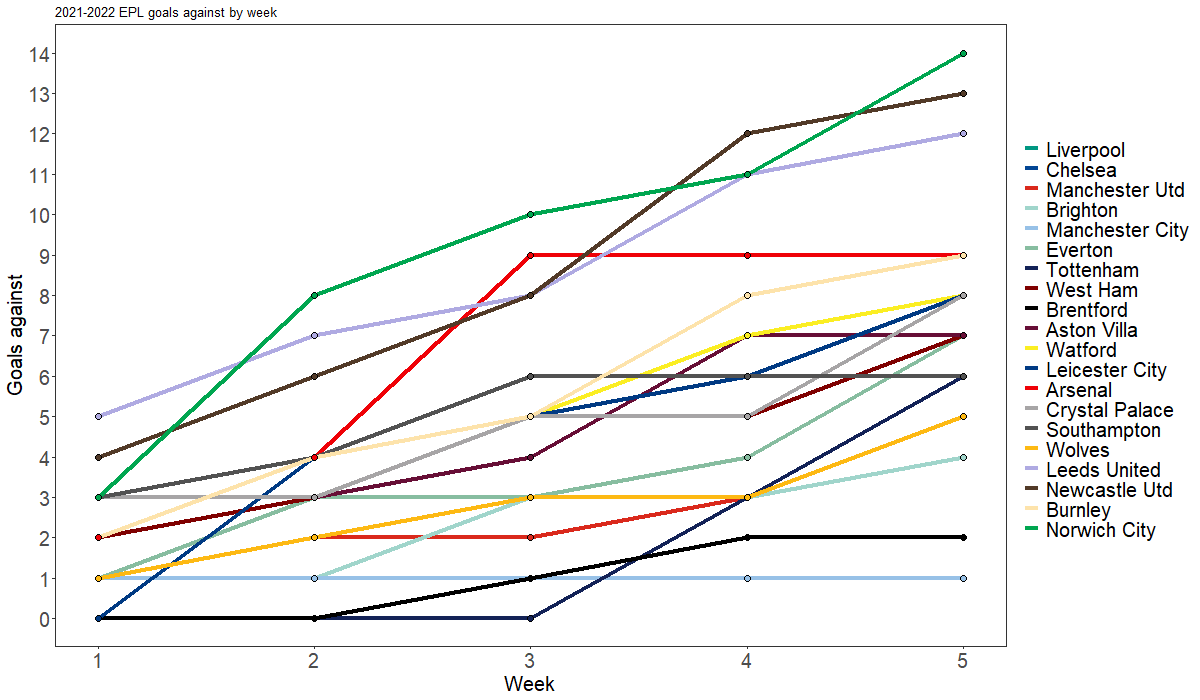 2021-2022 EPL goals against by week
14
13
12
11
10
9
8
7
6
5
4
3
2
1
0
Goals against
1 2 3 4 5
Week
Liverpool
Chelsea
Manchester Utd
Brighton
Manchester City
Everton
Tottenham
West Ham
Brentford
Aston Villa
Watford
Leicester City
Arsenal
Crystal Palace
Southampton
Wolves
Leeds United
Newcastle Utd
Burnley
Norwich City